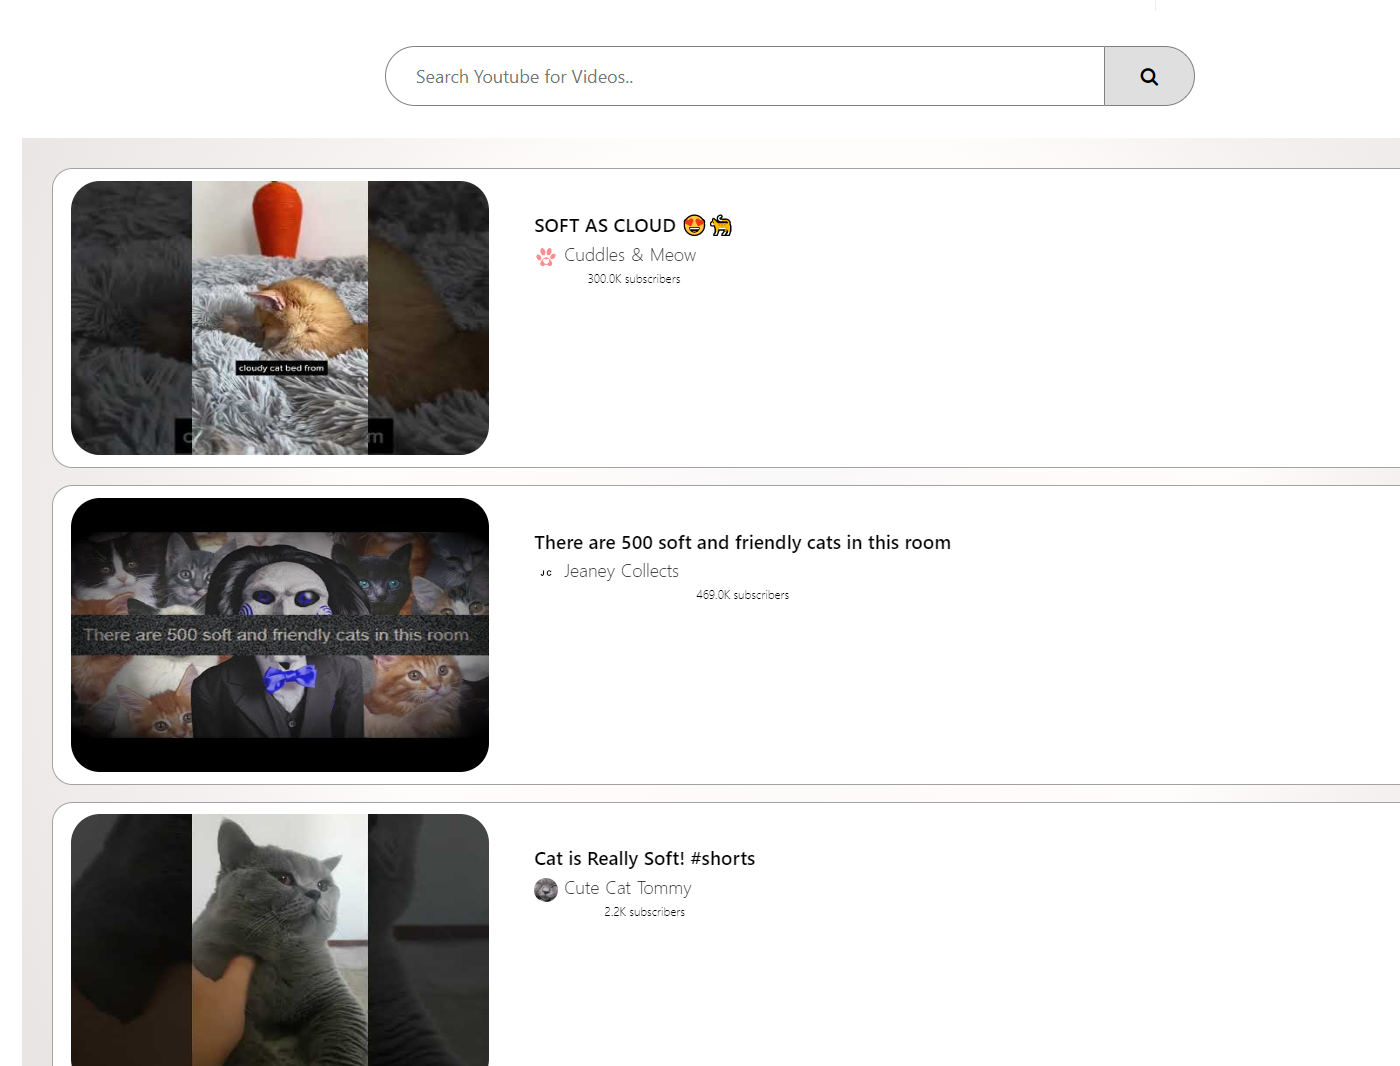 Search Youtube for Videos..
SOFT AS CLOUD 😍🐈
Cuddles & Meow
300.0K subscribers
cloudy cat bed from
c
m
There are 500 soft and friendly cats in this room
JC Jeaney Collects
469.0K subscribers
There are 500 soft and friendly cats in this room.
Cat is Really Soft! #shorts
Cute Cat Tommy
2.2K subscribers